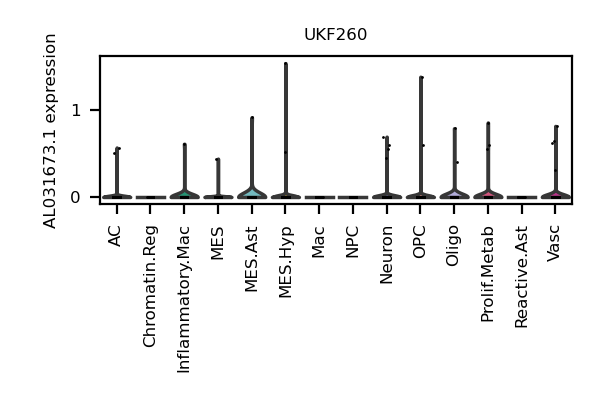 UKF260
AL031673.1 expression
1
0
AC
Chromatin.Reg
Inflammatory.Mac
MES
MES.Ast
MES.Hyp
Mac
NPC
Neuron
OPC
Oligo
Prolif.Metab
Reactive.Ast
Vasc